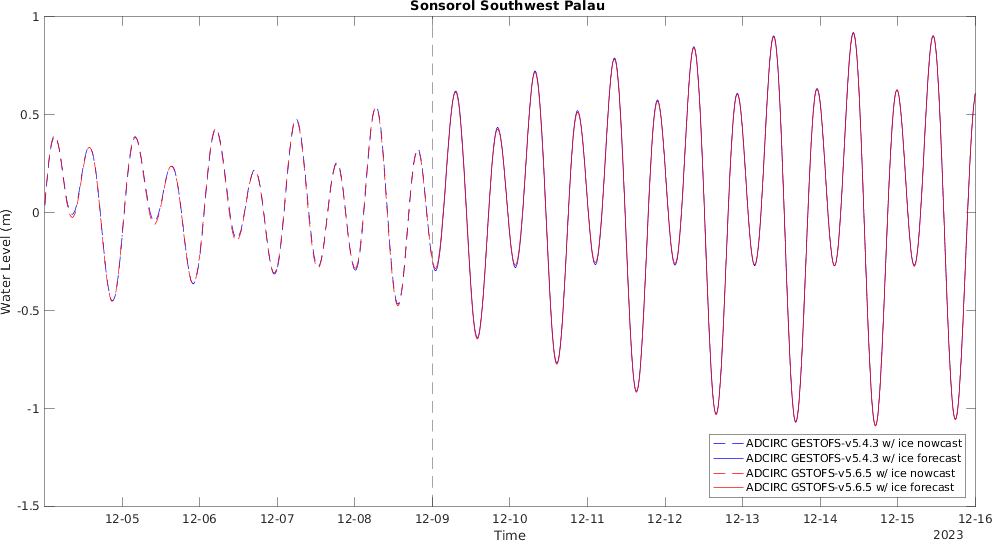 Sonsorol Southwest Palau
1
0.5
0
-0.5
-1
-1.5
Water Level (m)
ADCIRC GESTOFS-v5.4.3 w/ ice nowcast
ADCIRC GESTOFS-v5.4.3 w/ ice forecast
ADCIRC GSTOFS-v5.6.5 w/ ice nowcast
ADCIRC GSTOFS-v5.6.5 w/ ice forecast
12-05 12-06 12-07 12-08 12-09 12-10 12-11 12-12 12-13 12-14 12-15 12-16
Time
2023